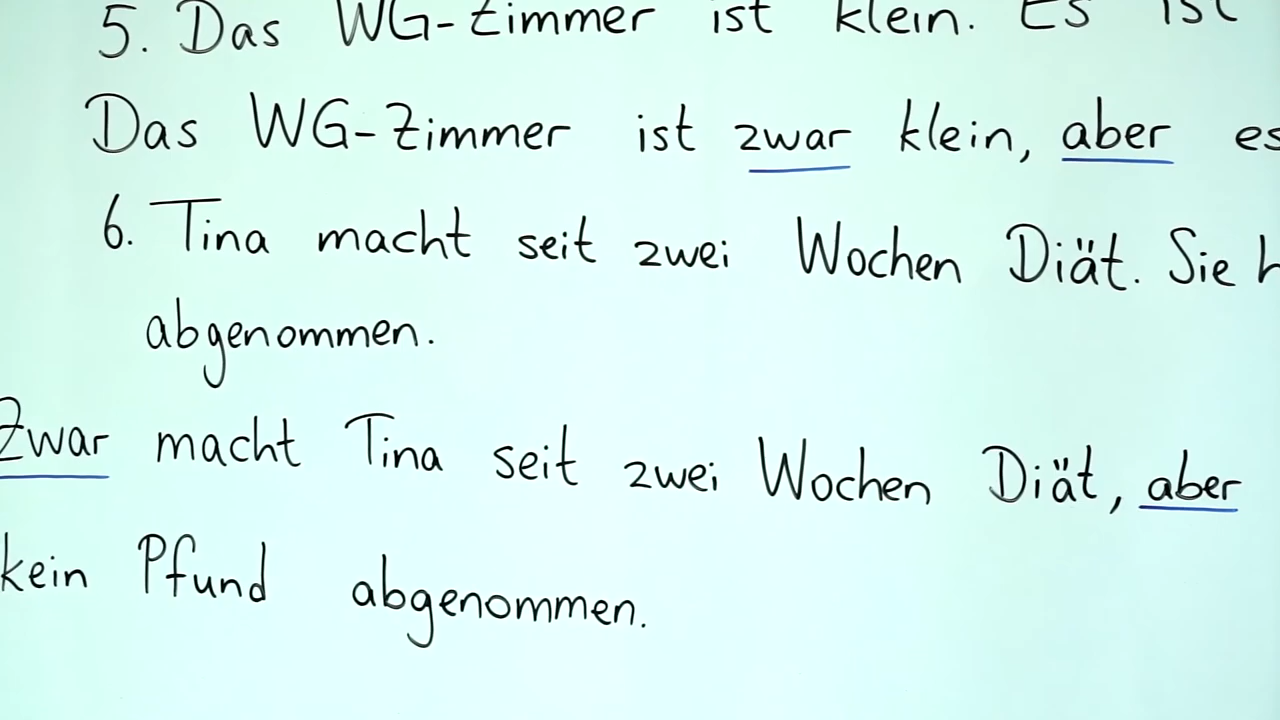 5. Das WG-Zimmer ist klein. Es ist
Das WG-Zimmer ist zwar klein, aber es
6. Tina macht seit zwei Wochen Diät. Sie
abgenommen.
Zwar macht Tina seit zwei Wochen Diät, aber
kein Pfund abgenommen.